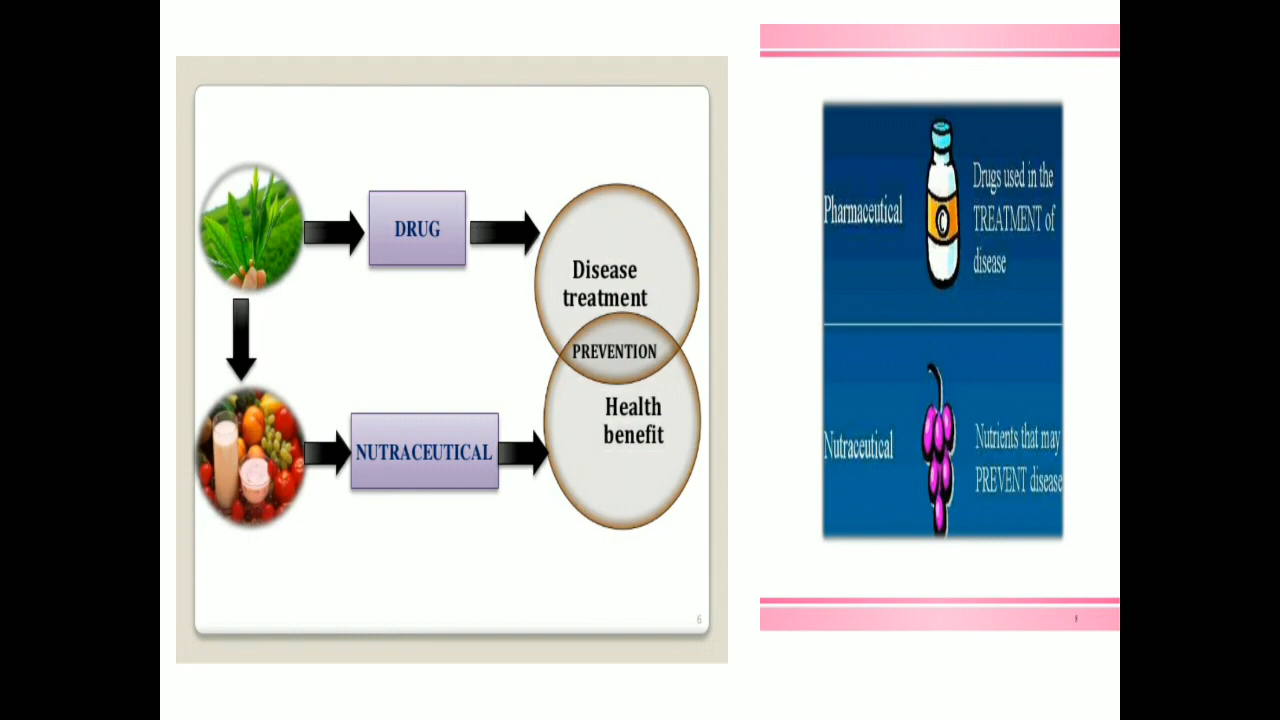 DRUG
Disease
treatment
PREVENTION
Health
benefit
NUTRACEUTICAL
6
Pharmaceutical
C
Drugs used in the
TREATMENT of
disease
Nutraceutical
Nutrients that may
PREVENT disease